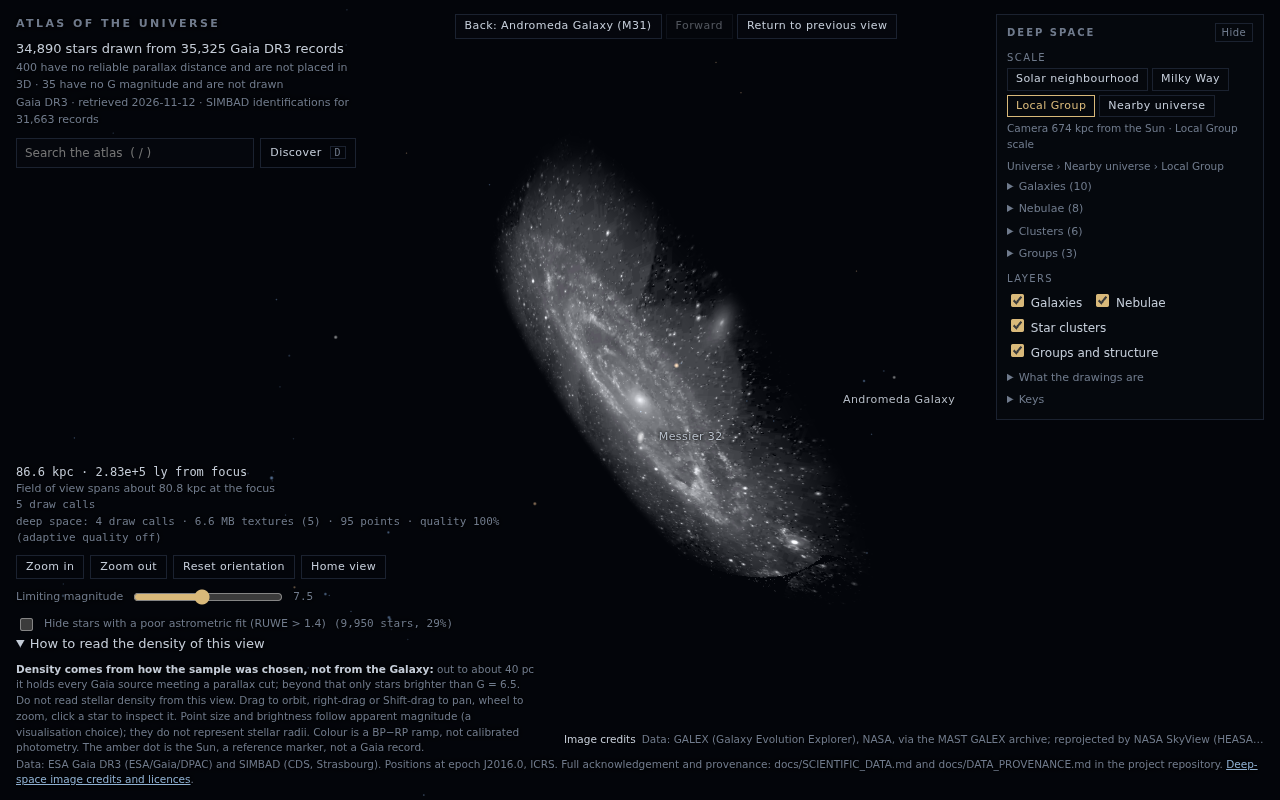 ATLAS OF THE UNIVERSE
34,890 stars drawn from 35,325 Gaia DR3 records
400 have no reliable parallax distance and are not placed in
3D · 35 have no G magnitude and are not drawn
Gaia DR3 · retrieved 2026-11-12 · SIMBAD identifications for
31,663 records
Search the atlas ( / )
Discover D
Back: Andromeda Galaxy (M31)
Forward
Return to previous view
DEEP SPACE
Hide
SCALE
Solar neighbourhood
Milky Way
Local Group
Nearby universe
Camera 674 kpc from the Sun · Local Group
scale
Universe › Nearby universe › Local Group
▶ Galaxies (10)
▶ Nebulae (8)
▶ Clusters (6)
▶ Groups (3)
LAYERS
Galaxies
Nebulae
Star clusters
Groups and structure
▶ What the drawings are
▶ Keys
Andromeda Galaxy
Messier 32
86.6 kpc · 2.83e+5 ly from focus
Field of view spans about 80.8 kpc at the focus
5 draw calls
deep space: 4 draw calls · 6.6 MB textures (5) · 95 points · quality 100%
(adaptive quality off)
Zoom in
Zoom out
Reset orientation
Home view
Limiting magnitude
7.5
Hide stars with a poor astrometric fit (RUWE > 1.4) (9,950 stars, 29%)
▼ How to read the density of this view
Density comes from how the sample was chosen, not from the Galaxy: out to about 40 pc
it holds every Gaia source meeting a parallax cut; beyond that only stars brighter than G = 6.5.
Do not read stellar density from this view. Drag to orbit, right-drag or Shift-drag to pan, wheel to
zoom, click a star to inspect it. Point size and brightness follow apparent magnitude (a
visualisation choice); they do not represent stellar radii. Colour is a BP−RP ramp, not calibrated
photometry. The amber dot is the Sun, a reference marker, not a Gaia record.
Image credits Data: GALEX (Galaxy Evolution Explorer), NASA, via the MAST GALEX archive; reprojected by NASA SkyView (HEASA…
Data: ESA Gaia DR3 (ESA/Gaia/DPAC) and SIMBAD (CDS, Strasbourg). Positions at epoch J2016.0, ICRS. Full acknowledgement and provenance: docs/SCIENTIFIC_DATA.md and docs/DATA_PROVENANCE.md in the project repository. Deep-
space image credits and licences.